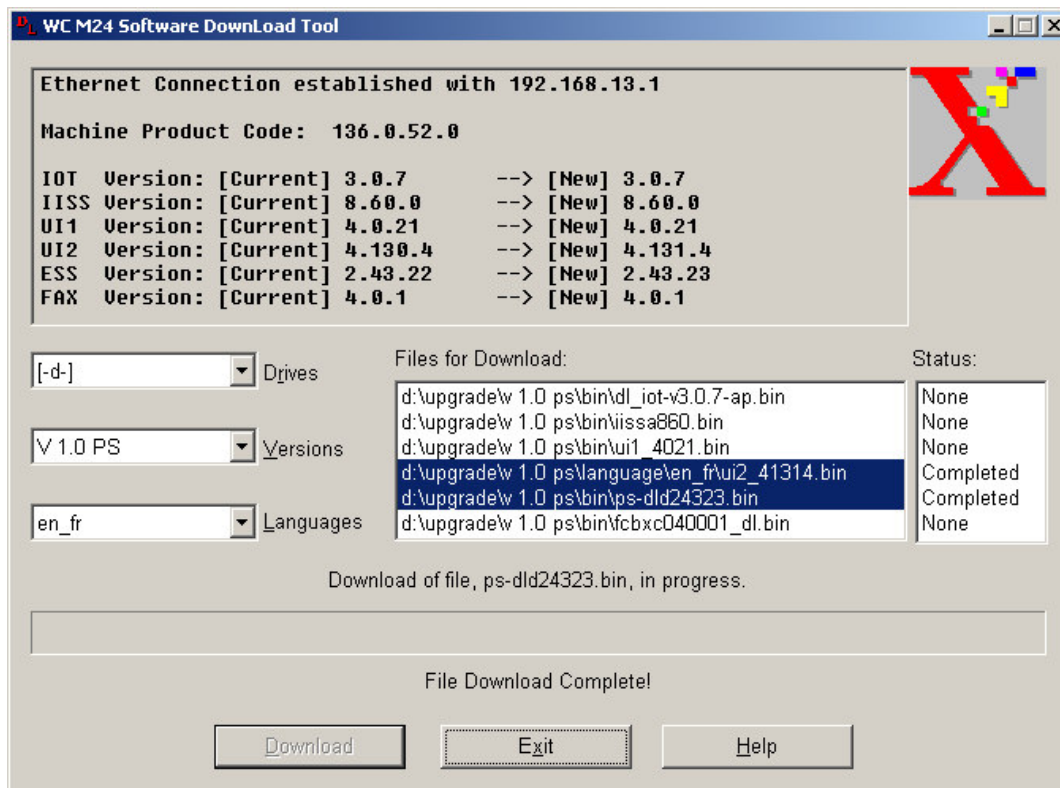 WC M24 Software DownLoad Tool
Ethernet Connection established with 192.168.13.1
Machine Product Code: 136.0.52.0
IOT Version: [Current] 3.0.7 --> [New] 3.0.7
IISS Version: [Current] 8.60.0 --> [New] 8.60.0
UI1 Version: [Current] 4.0.21 --> [New] 4.0.21
UI2 Version: [Current] 4.130.4 --> [New] 4.131.4
ESS Version: [Current] 2.43.22 --> [New] 2.43.23
FAX Version: [Current] 4.0.1 --> [New] 4.0.1
[-d-] Drives
V 1.0 PS Versions
en_fr Languages
Files for Download:
d:\upgrade\v 1.0 ps\bin\dl_iot-v3.0.7-ap.bin
d:\upgrade\v 1.0 ps\bin\iissa860.bin
d:\upgrade\v 1.0 ps\bin\ui1_4021.bin
d:\upgrade\v 1.0 ps\language\en_fr\ui2_41314.bin
d:\upgrade\v 1.0 ps\bin\ps-dld24323.bin
d:\upgrade\v 1.0 ps\bin\fcbxc040001_dl.bin
Status:
None
None
None
Completed
Completed
None
Download of file, ps-dld24323.bin, in progress.
File Download Complete!
Download
Exit
Help